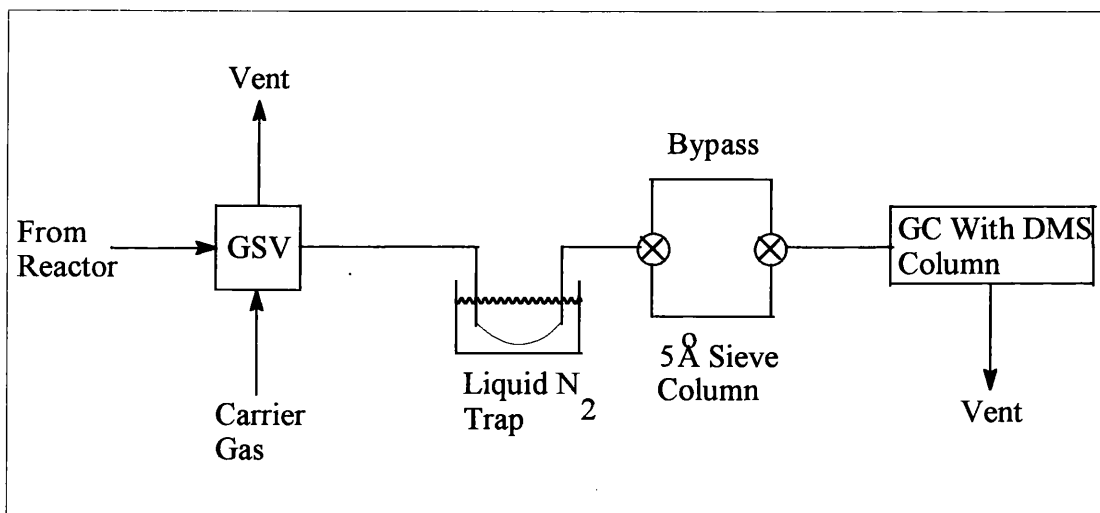 Vent
Bypass
From
Reactor
GSV
GC With DMS
Column
Liquid N2
Trap
5Å Sieve
Column
Carrier
Gas
Vent